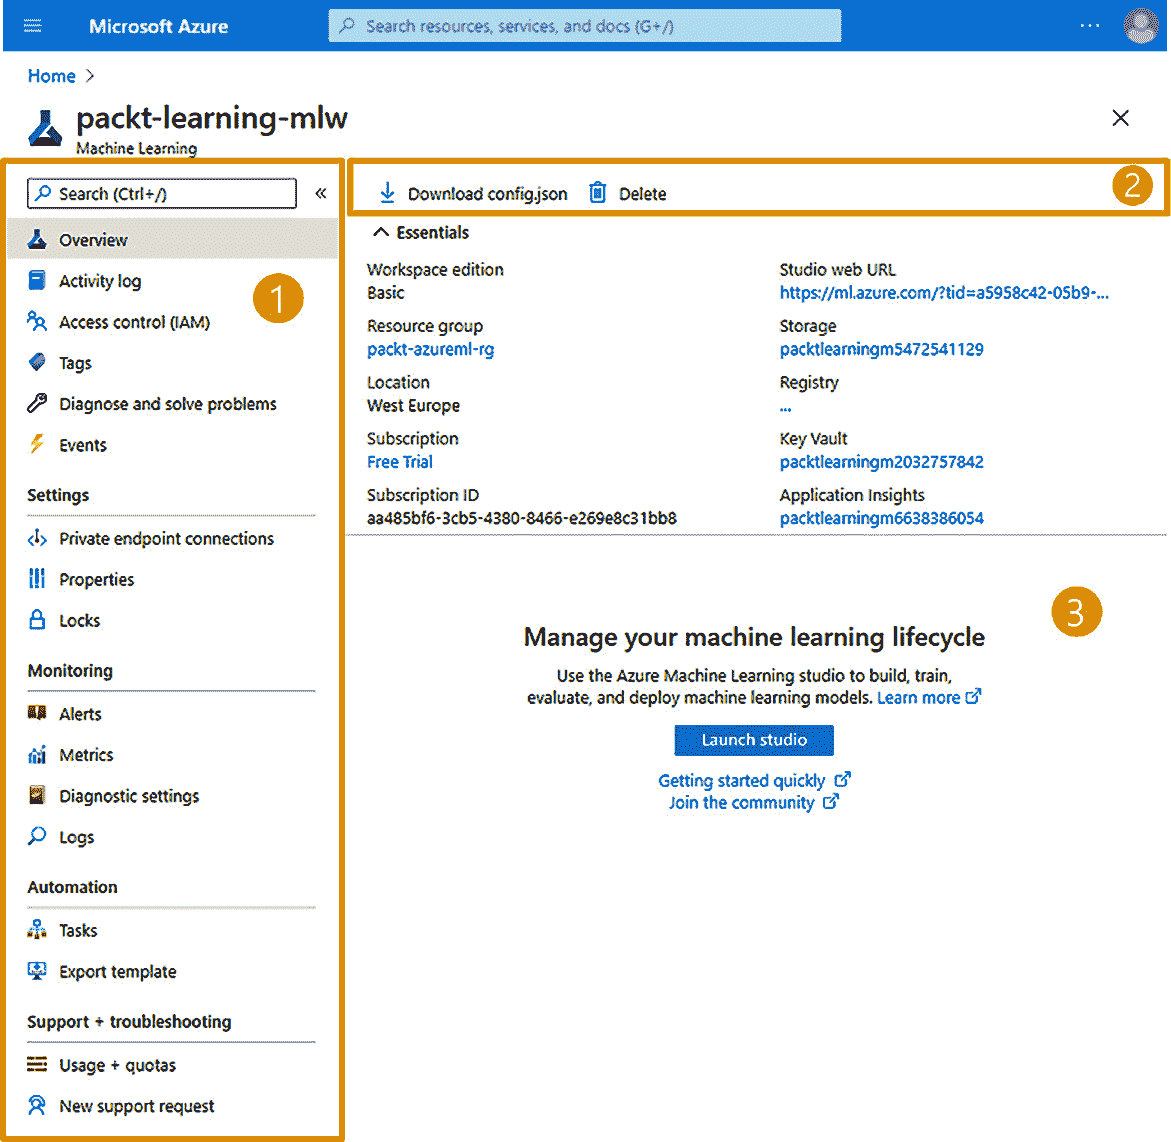 Microsoft Azure
Search resources, services, and docs (G+/)
...
Home >
packt-learning-mlw
Machine Learning
Search (Ctrl+/)
«
Overview
Activity log
1
Access control (IAM)
Tags
Diagnose and solve problems
Events
Settings
Private endpoint connections
Properties
Locks
Monitoring
Alerts
Metrics
Diagnostic settings
Logs
Automation
Tasks
Export template
Support + troubleshooting
Usage + quotas
New support request
Download config.json
Delete
2
Essentials
Workspace edition
Basic
Resource group
packt-azureml-rg
Location
West Europe
Subscription
Free Trial
Subscription ID
aa485bf6-3cb5-4380-8466-e269e8c31bb8
Studio web URL
https://ml.azure.com/?tid=a5958c42-05b9-...
Storage
packtlearningm5472541129
Registry
...
Key Vault
packtlearningm2032757842
Application Insights
packtlearningm6638386054
3
Manage your machine learning lifecycle
Use the Azure Machine Learning studio to build, train,
evaluate, and deploy machine learning models. Learn more
Launch studio
Getting started quickly
Join the community